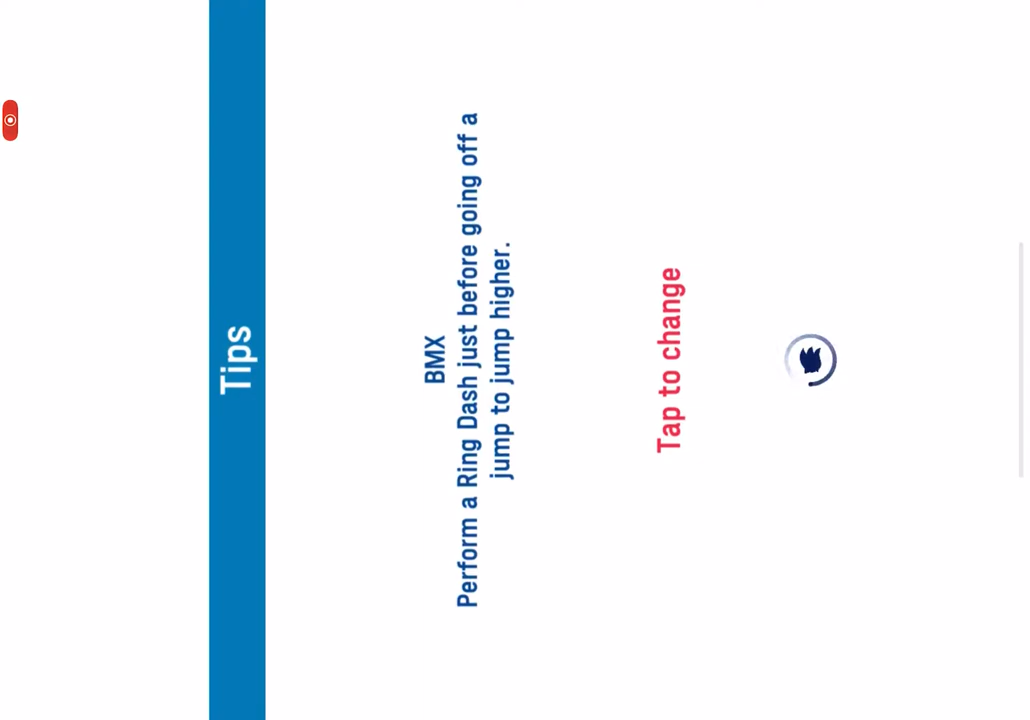 Tips
BMX
Perform a Ring Dash just before going off a
jump to jump higher.
Tap to change